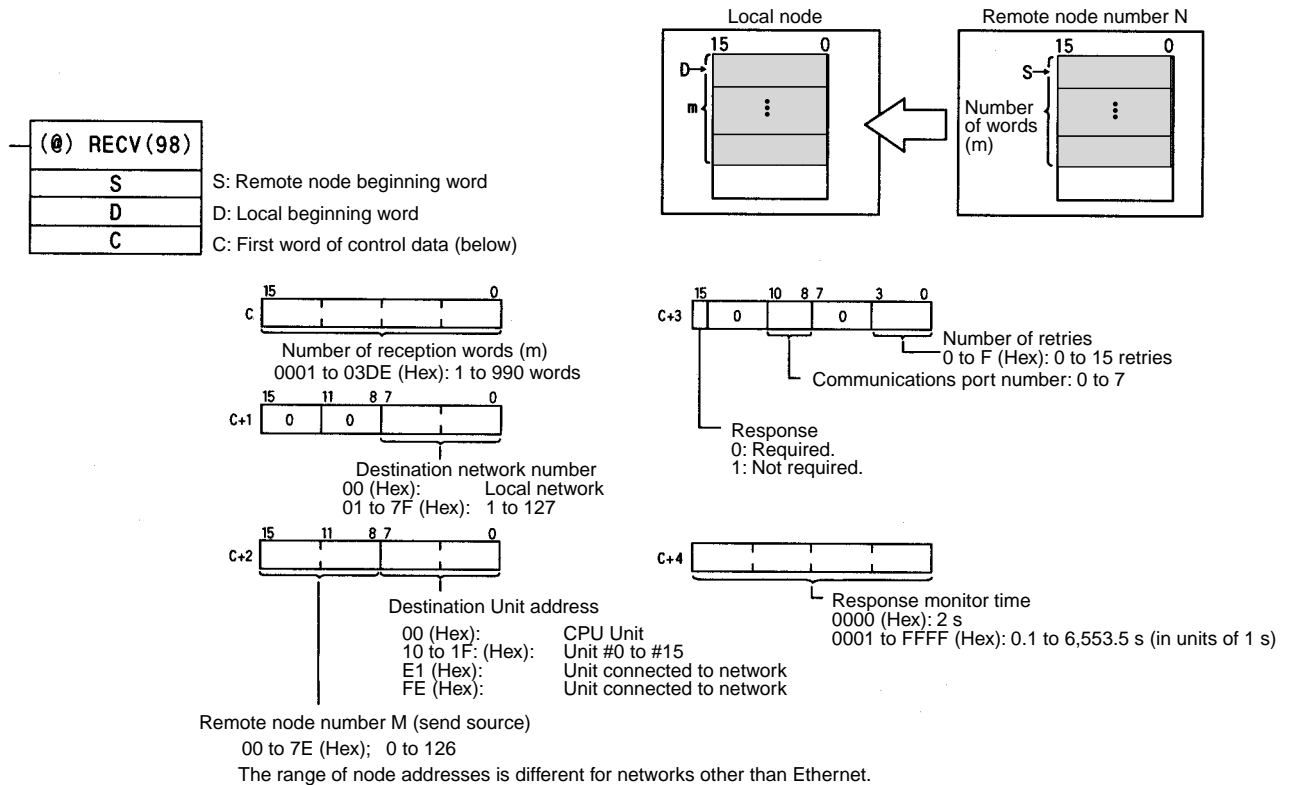 Local node
Remote node number N
15 0
D
m
15 0
S
Number
of words
(m)
(@) RECV(98)
S
S: Remote node beginning word
D
D: Local beginning word
C
C: First word of control data (below)
15 0
C
Number of reception words (m)
0001 to 03DE (Hex): 1 to 990 words
15 11 8 7 0
C+1 0 0
Destination network number
00 (Hex): Local network
01 to 7F (Hex): 1 to 127
15 11 8 7 0
C+2
Destination Unit address
00 (Hex): CPU Unit
10 to 1F: (Hex): Unit #0 to #15
E1 (Hex): Unit connected to network
FE (Hex): Unit connected to network
Remote node number M (send source)
00 to 7E (Hex); 0 to 126
The range of node addresses is different for networks other than Ethernet.
15 10 8 7 3 0
C+3 0 0
Number of retries
0 to F (Hex): 0 to 15 retries
Communications port number: 0 to 7
Response
0: Required.
1: Not required.
C+4
Response monitor time
0000 (Hex): 2 s
0001 to FFFF (Hex): 0.1 to 6,553.5 s (in units of 1 s)